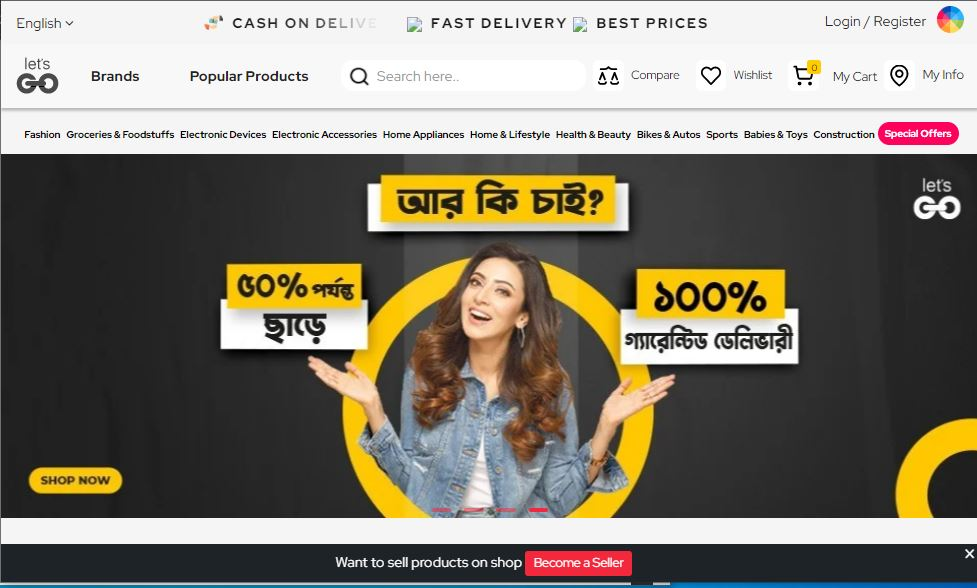 English
CASH ON DELIVE
FAST DELIVERY
BEST PRICES
Login / Register
let's
GO
Brands
Popular Products
Search here..
Compare
Wishlist
0
My Cart
My Info
Fashion Groceries & Foodstuffs Electronic Devices Electronic Accessories Home Appliances Home & Lifestyle Health & Beauty Bikes & Autos Sports Babies & Toys Construction Special Offers
আর কি চাই?
let's
GO
৫০% পর্যন্ত
ছাড়ে
১০০%
গ্যারেন্টিড ডেলিভারী
SHOP NOW
Want to sell products on shop Become a Seller